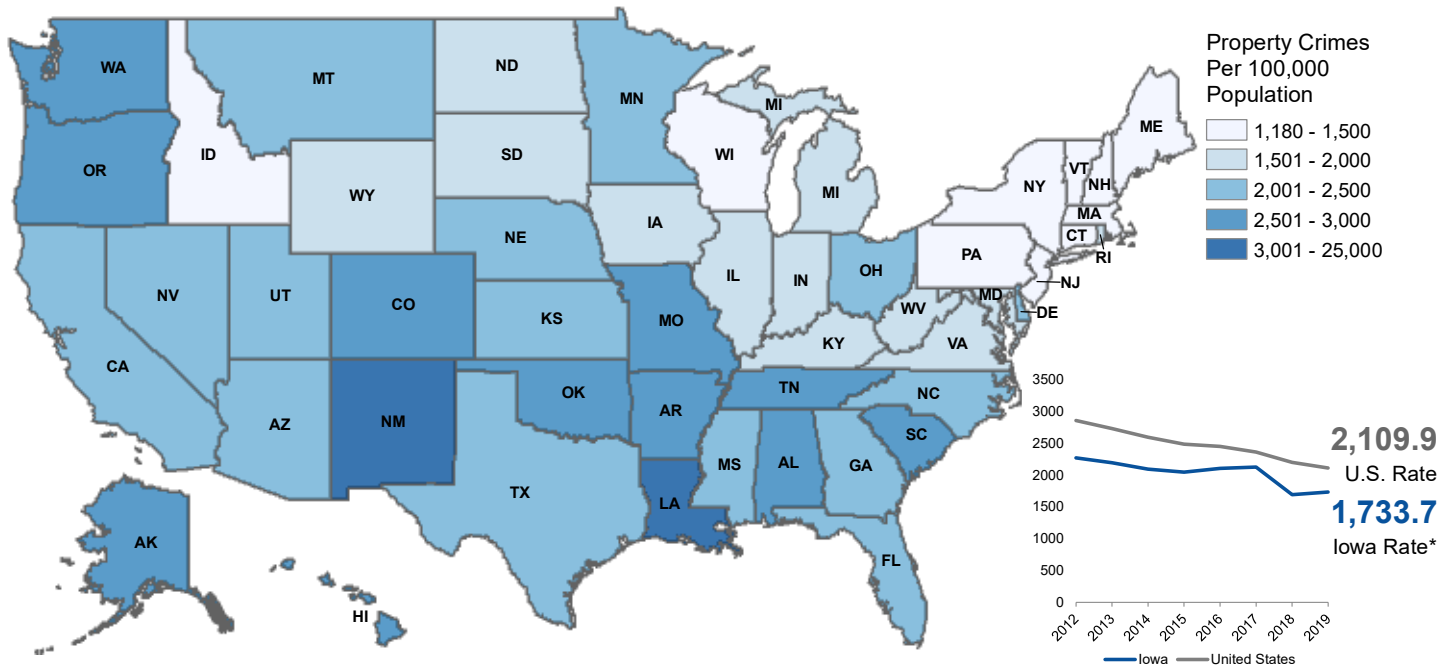 Property Crimes
Per 100,000
Population
1,180 - 1,500
1,501 - 2,000
2,001 - 2,500
2,501 - 3,000
3,001 - 25,000
WA
MT
ND
MN
MI
ME
OR
ID
SD
WI
VT
NH
NY
WY
MI
MA
CT
RI
IA
NE
PA
NJ
NV
UT
CO
IL
IN
OH
MD
DE
WV
KS
MO
KY
VA
CA
AZ
NM
OK
AR
TN
NC
SC
MS
AL
GA
TX
LA
FL
AK
HI
3500
3000
2500
2000
1500
1000
500
0
2012
2013
2014
2015
2016
2017
2018
2019
2,109.9
U.S. Rate
1,733.7
Iowa Rate*
Iowa
United States